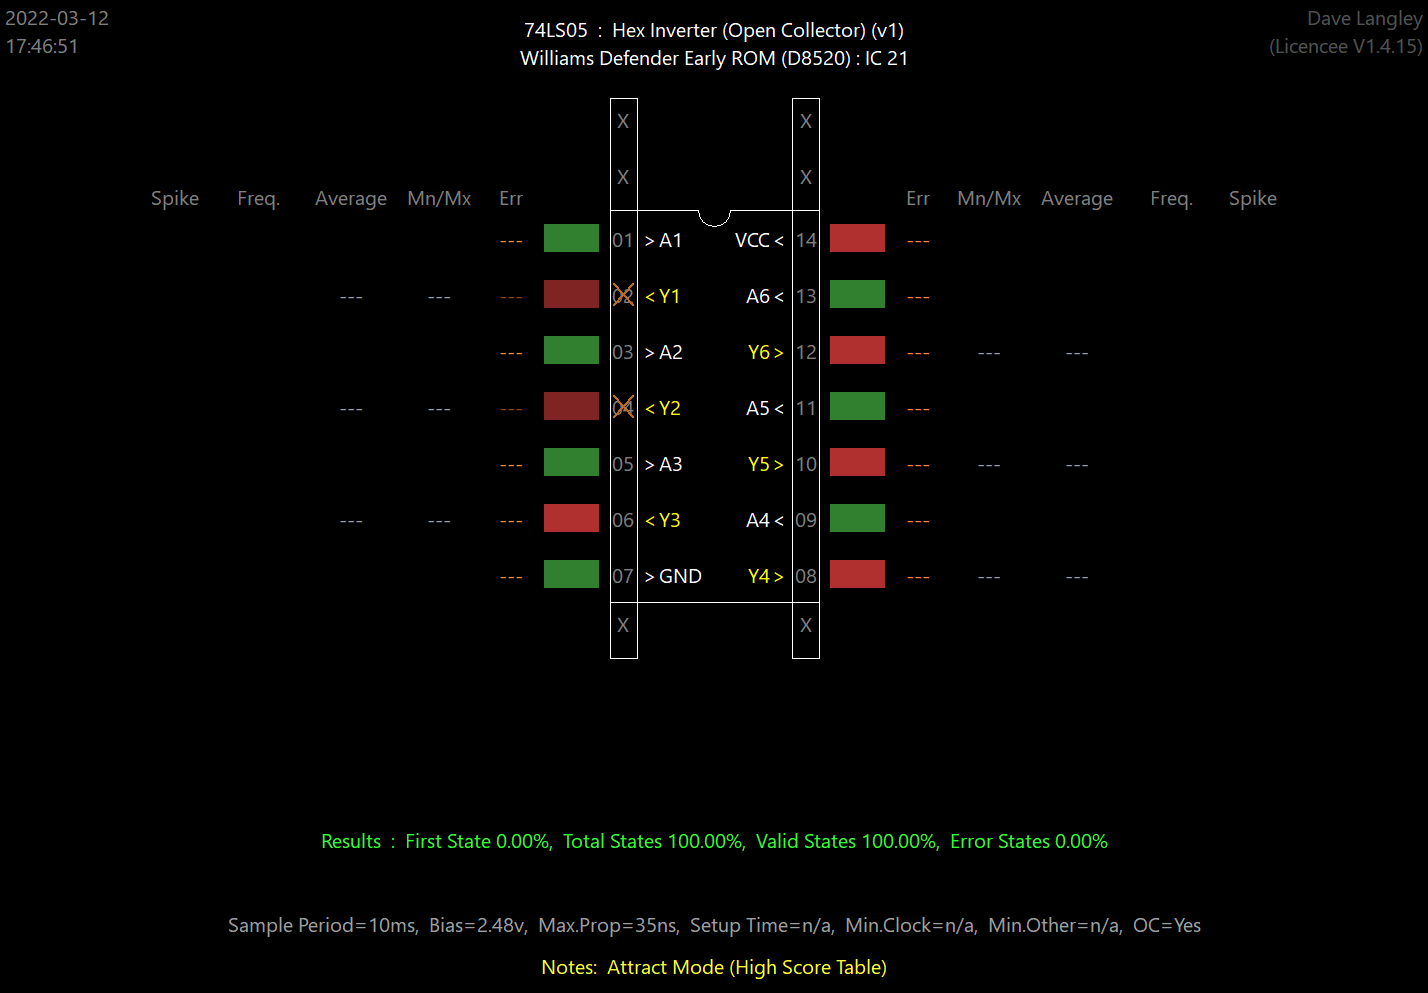 2022-03-12
17:46:51
74LS05 : Hex Inverter (Open Collector) (v1)
Williams Defender Early ROM (D8520) : IC 21
Dave Langley
(Licencee V1.4.15)
X X
X X
Spike Freq. Average Mn/Mx Err Err Mn/Mx Average Freq. Spike
--- 01 > A1 VCC < 14 ---
--- --- --- 02 < Y1 A6 < 13 ---
--- 03 > A2 Y6 > 12 --- --- ---
--- --- --- 04 < Y2 A5 < 11 ---
--- 05 > A3 Y5 > 10 --- --- ---
--- --- --- 06 < Y3 A4 < 09 ---
--- 07 > GND Y4 > 08 --- --- ---
X X
Results : First State 0.00%, Total States 100.00%, Valid States 100.00%, Error States 0.00%
Sample Period=10ms, Bias=2.48v, Max.Prop=35ns, Setup Time=n/a, Min.Clock=n/a, Min.Other=n/a, OC=Yes
Notes: Attract Mode (High Score Table)